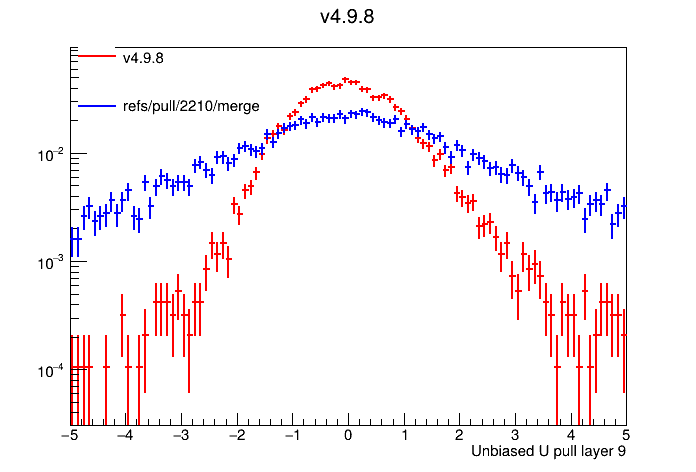 v4.9.8
v4.9.8
refs/pull/2210/merge
10⁻²
10⁻³
10⁻⁴
−5 −4 −3 −2 −1 0 1 2 3 4 5
Unbiased U pull layer 9